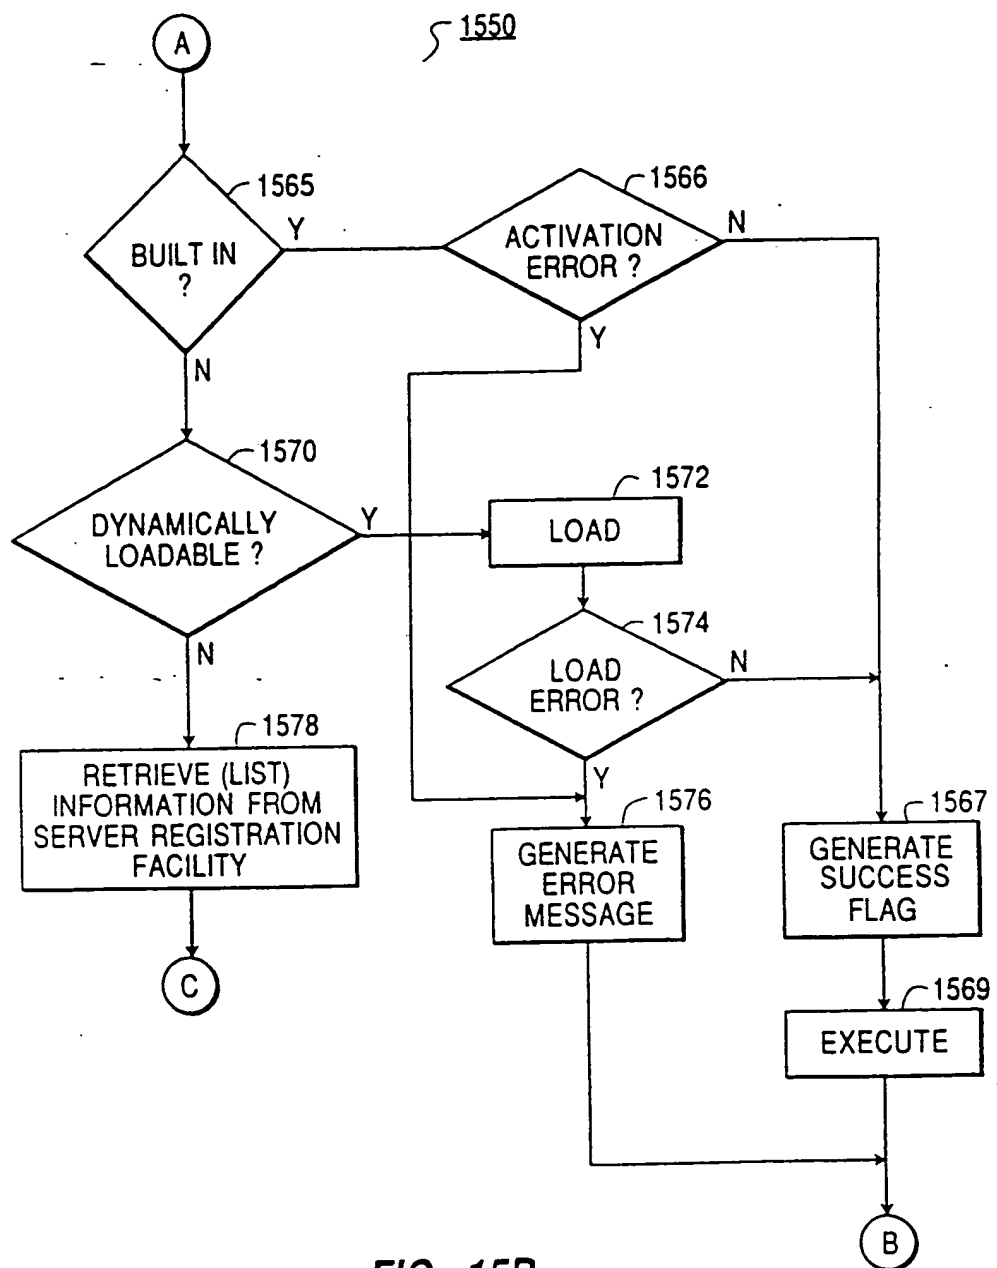 1550
A
1565
BUILT IN
?
Y
N
1566
ACTIVATION
ERROR ?
N
Y
1570
DYNAMICALLY
LOADABLE ?
Y
N
1572
LOAD
1574
LOAD
ERROR ?
N
Y
1578
RETRIEVE (LIST)
INFORMATION FROM
SERVER REGISTRATION
FACILITY
C
1576
GENERATE
ERROR
MESSAGE
1567
GENERATE
SUCCESS
FLAG
1569
EXECUTE
B